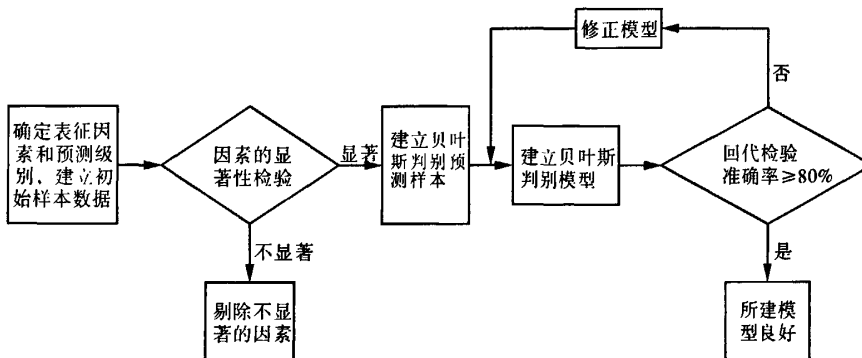 修正模型
否
确定表征因
素和预测级
别、建立初
始样本数据
因素的显
著性检验
显著
建立贝叶
斯判别预
测样本
建立贝叶斯
判别模型
回代检验
准确率≥80%
不显著
是
剔除不显
著的因素
所建模
型良好